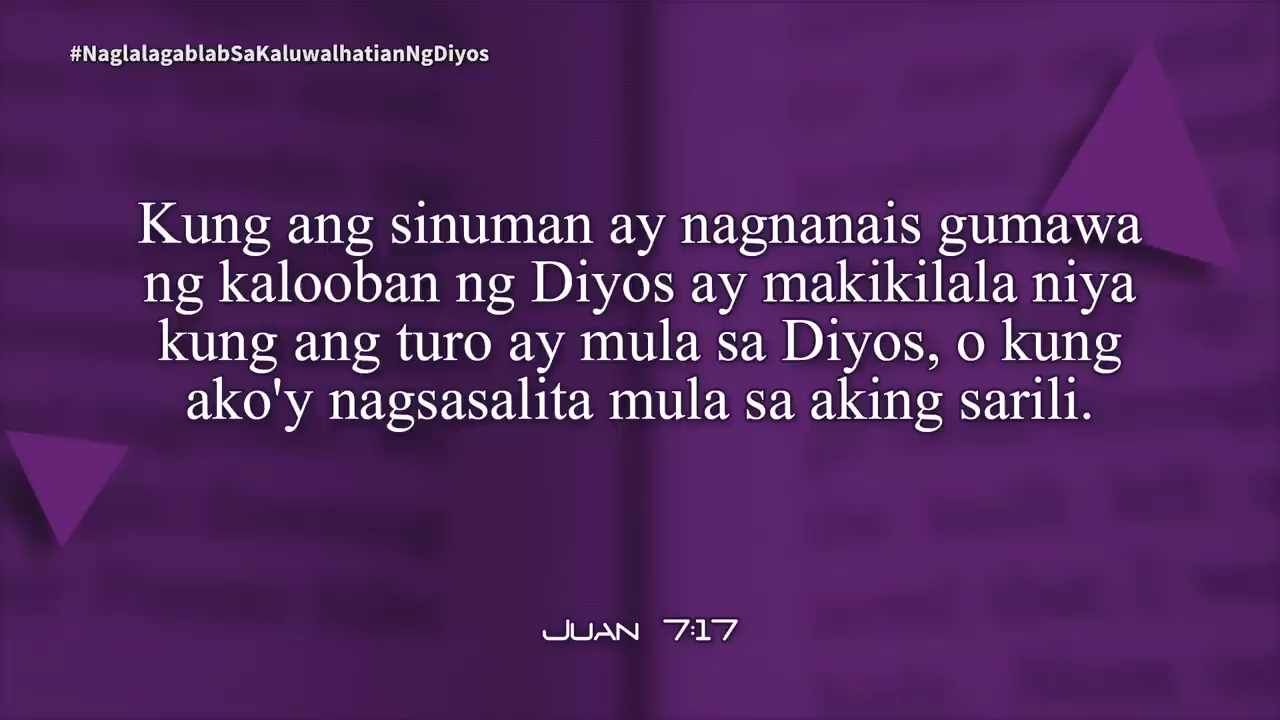 #NaglalagablabSaKaluwalhatianNgDiyos
Kung ang sinuman ay nagnanais gumawa
ng kalooban ng Diyos ay makikilala niya
kung ang turo ay mula sa Diyos, o kung
ako'y nagsasalita mula sa aking sarili.
Juan 7:17